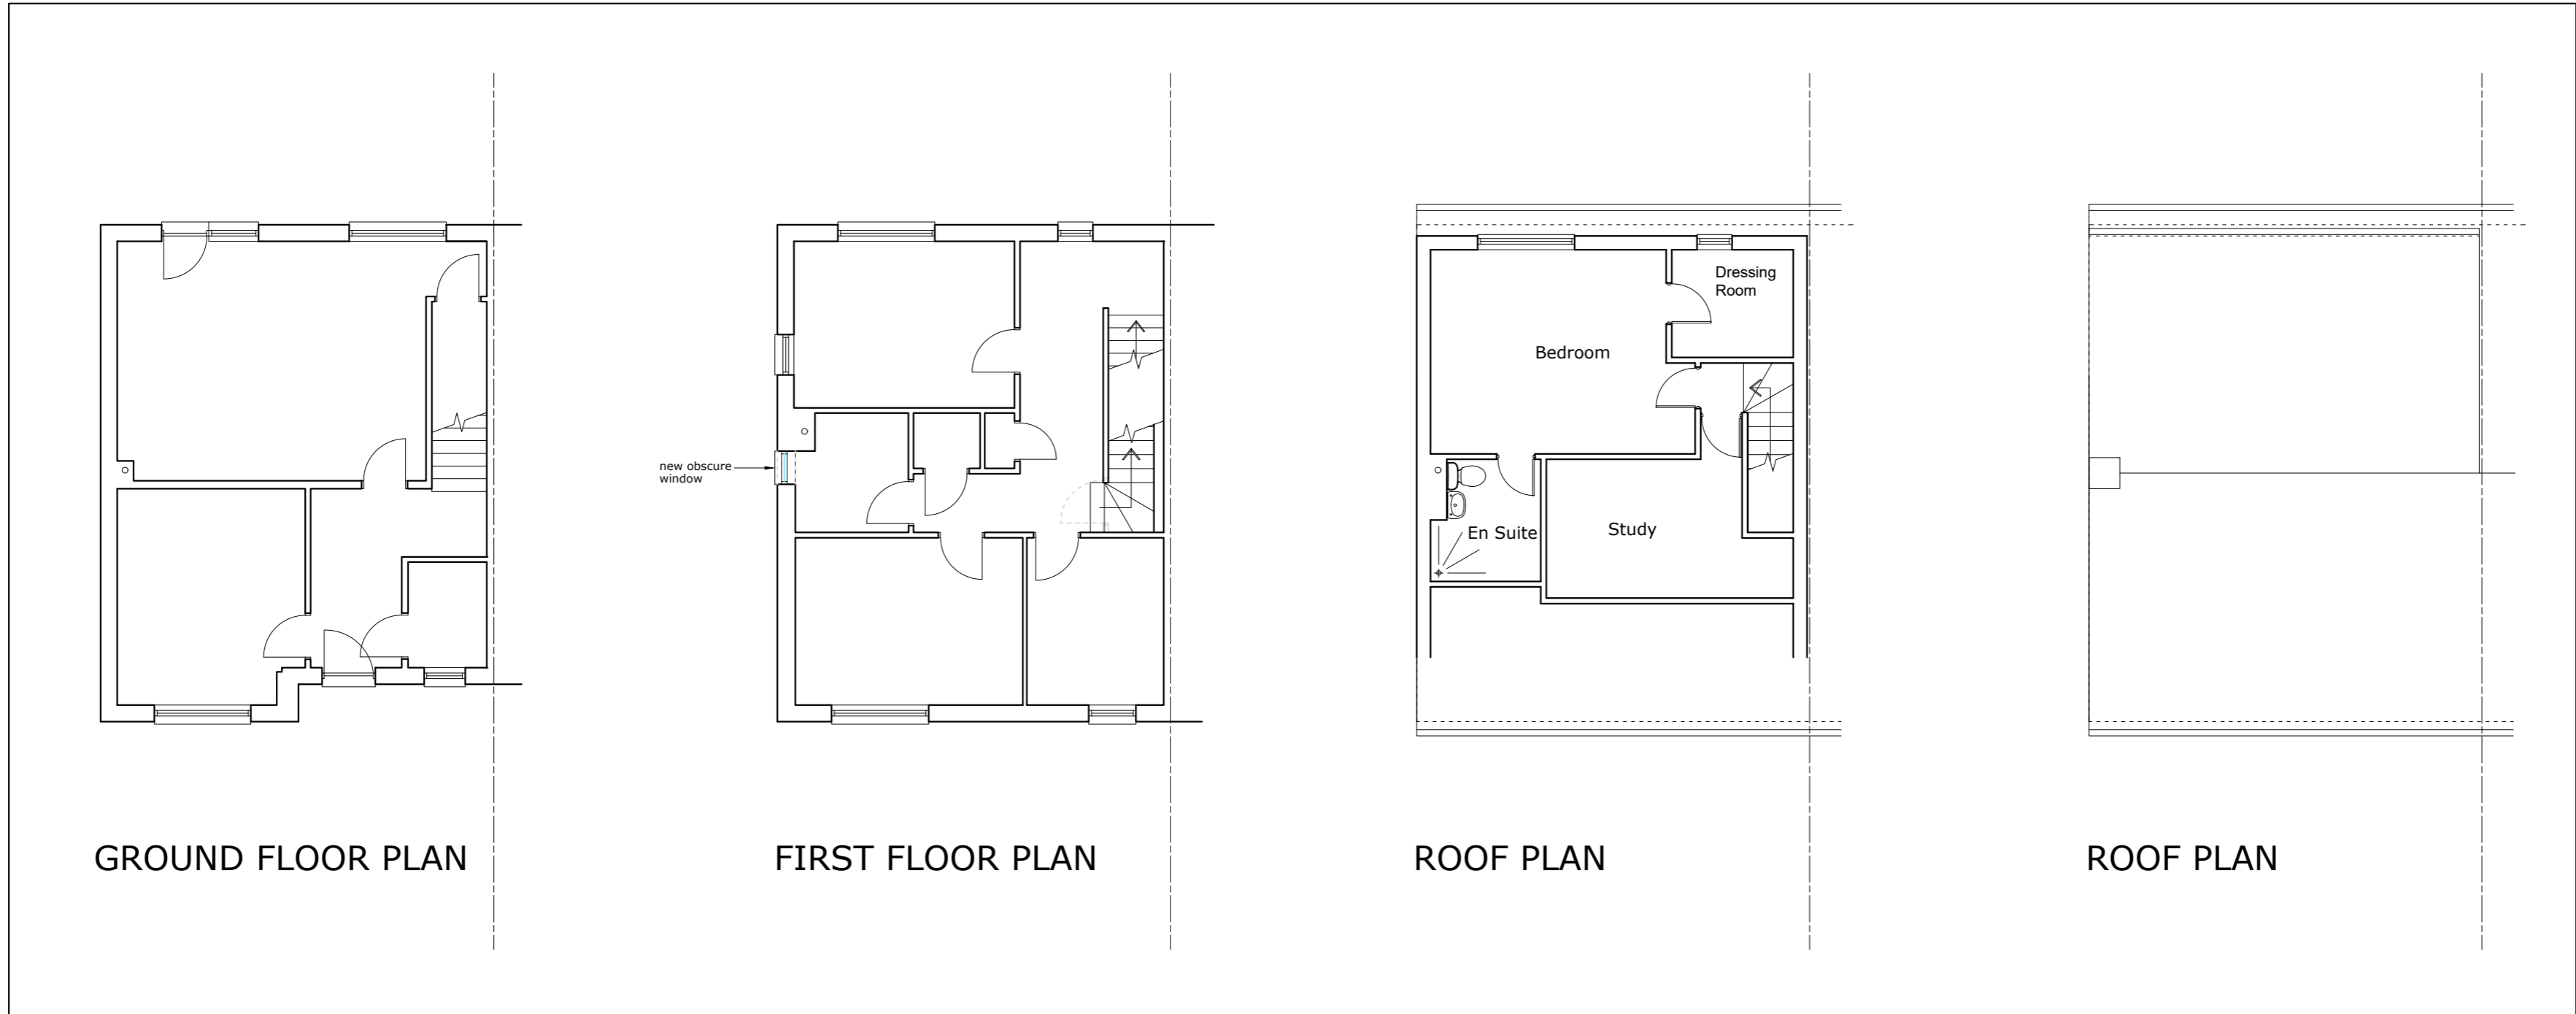 new obscure
window
Dressing
Room
Bedroom
En Suite
Study
GROUND FLOOR PLAN
FIRST FLOOR PLAN
ROOF PLAN
ROOF PLAN